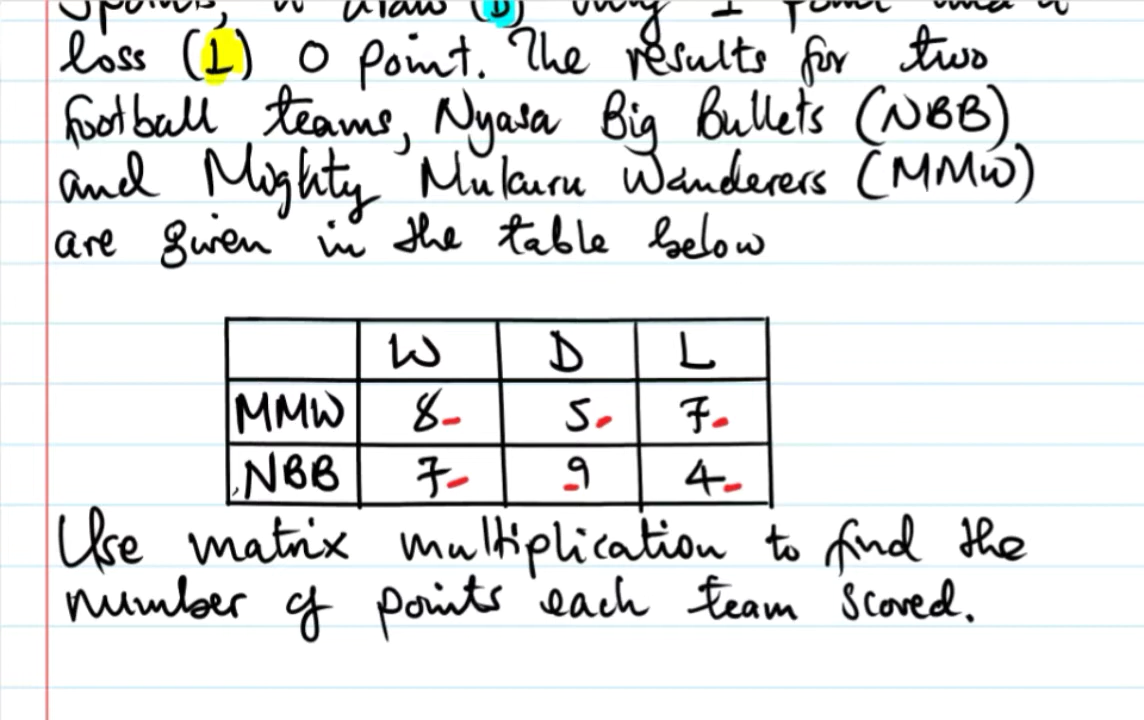 loss (L) 0 point. The results for two
football teams, Nyasa Big Bullets (NBB)
and Mighty Mukuru Wanderers (MMW)
are given in the table below
W D L
MMW 8 5 7
NBB 7 9 4
Use matrix multiplication to find the
number of points each team scored.